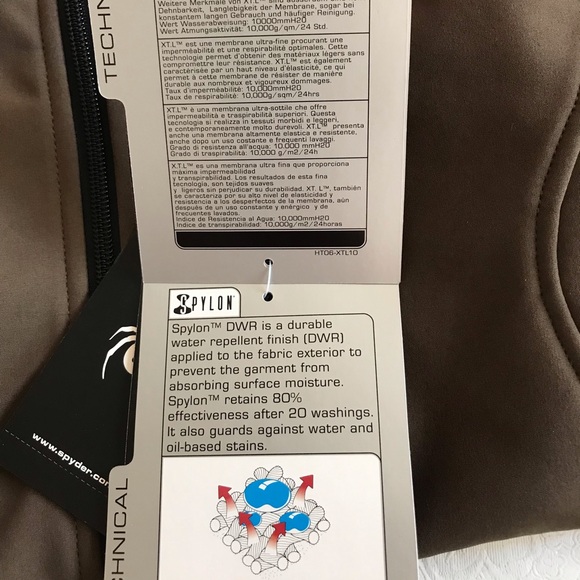 Weitere Merkmale von XT.L™ sind ausserordentliche
Dehnbarkeit, Langlebigkeit der Membrane, sogar bei
konstantem langen Gebrauch und häufiger Reinigung.
Wert Wasserabweisung: 10000mmH20
Wert Atmungsaktivität: 10,000g/qm/24 Std.
XT.L™ est une membrane ultra-fine procurant une
imperméabilité et une respirabilité optimales. Cette
technologie permet d'obtenir des matériaux légers sans
compromettre leur résistance. XT.L™ est également
caractérisée par un haut niveau d'élasticité, ce qui
permet à cette membrane de résister de manière
durable aux nombreux et vigoureux dommages.
Taux d'imperméabilité: 10,000mmH20
Taux de respirabilité: 10,000g/sqm/24hrs
XT.L™ è una membrana ultra-sottile che offre
impermeabilità e traspirabilità superiori. Questa
tecnologia si realizza in tessuti morbidi e leggeri,
e contemporaneamente molto durevoli. XT.L™ presenta
anche una membrana altamente elastica e resistente,
anche dopo un uso costante e frequenti lavaggi.
Grado di resistenza all'acqua: 10.000 mmH20
Grado di traspirabilità: 10.000 g/m2/24h
XT.L™ es una membrana ultra fina que proporciona
máxima impermeabilidad
y transpirabilidad. Los resultados de esta fina
tecnología, son tejidos suaves
y ligeros sin perjudicar su durabilidad. XT. L™, también
se caracteriza por su alto nivel de elasticidad y
resistencia a los desperfectos de la membrana, aún
después de un uso constante y enérgico y de
frecuentes lavados.
Indice de Resistencia al Agua: 10,000mmH20
Indice de transpirabilidad: 10,000g/m2/24horas
HT06-XTL10
TECHNIC
SPYLON™
Spylon™ DWR is a durable
water repellent finish (DWR)
applied to the fabric exterior to
prevent the garment from
absorbing surface moisture.
Spylon™ retains 80%
effectiveness after 20 washings.
It also guards against water and
oil-based stains.
www.spyder.co
CHNICAL